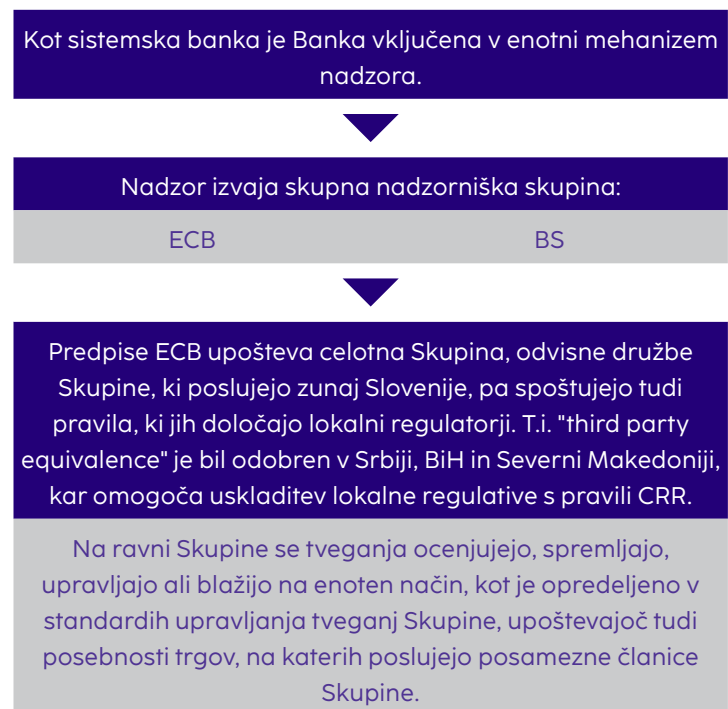 Kot sistemska banka je Banka vključena v enotni mehanizem
nadzora.
Nadzor izvaja skupna nadzorniška skupina:
ECB BS
Predpise ECB upošteva celotna Skupina, odvisne družbe
Skupine, ki poslujejo zunaj Slovenije, pa spoštujejo tudi
pravila, ki jih določajo lokalni regulatorji. T.i. "third party
equivalence" je bil odobren v Srbiji, BiH in Severni Makedoniji,
kar omogoča uskladitev lokalne regulative s pravili CRR.
Na ravni Skupine se tveganja ocenjujejo, spremljajo,
upravljajo ali blažijo na enoten način, kot je opredeljeno v
standardih upravljanja tveganj Skupine, upoštevajoč tudi
posebnosti trgov, na katerih poslujejo posamezne članice
Skupine.